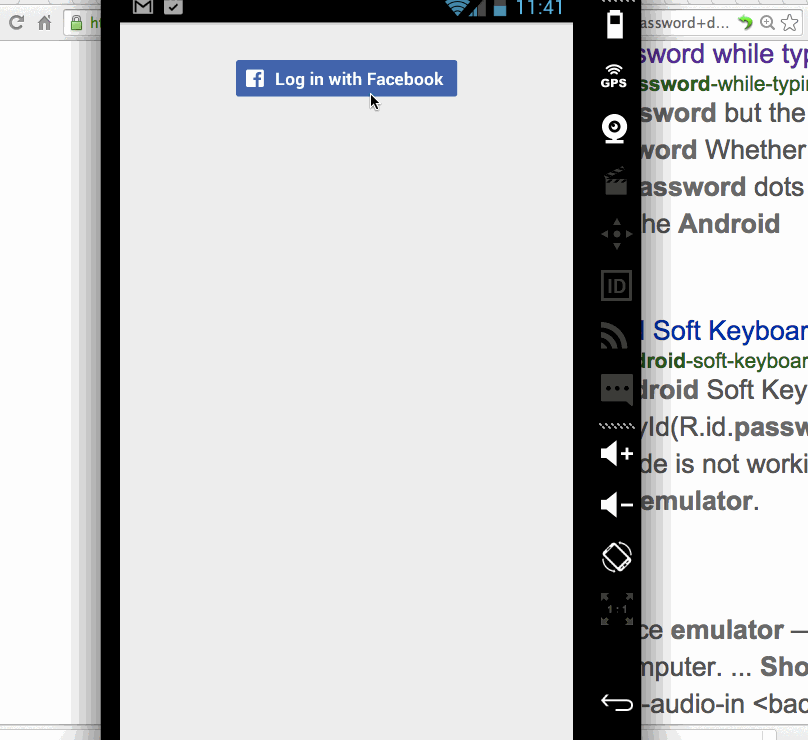 11:41
assword+d...
Log in with Facebook
GPS
ID
1:1
sword while typ
ssword-while-typi
sword but the
word Whether
assword dots
he Android
Soft Keyboar
droid-soft-keyboar
droid Soft Key
yId(R.id.passw
de is not worki
emulator.
ce emulator —
mputer. ... Sho
-audio-in <bac